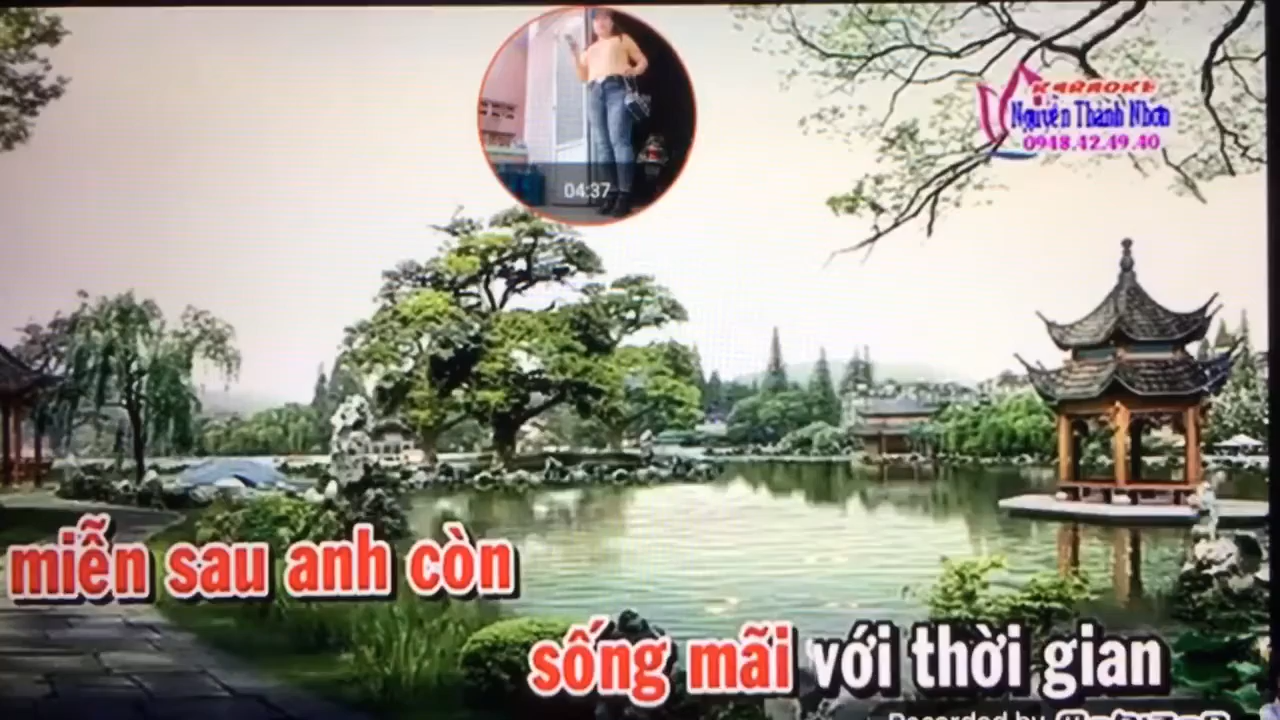 KARAOKE
Nguyễn Thành Nhơn
0948.42.49.40
04:37
miễn sau anh còn
sống mãi với thời gian
Recorded by